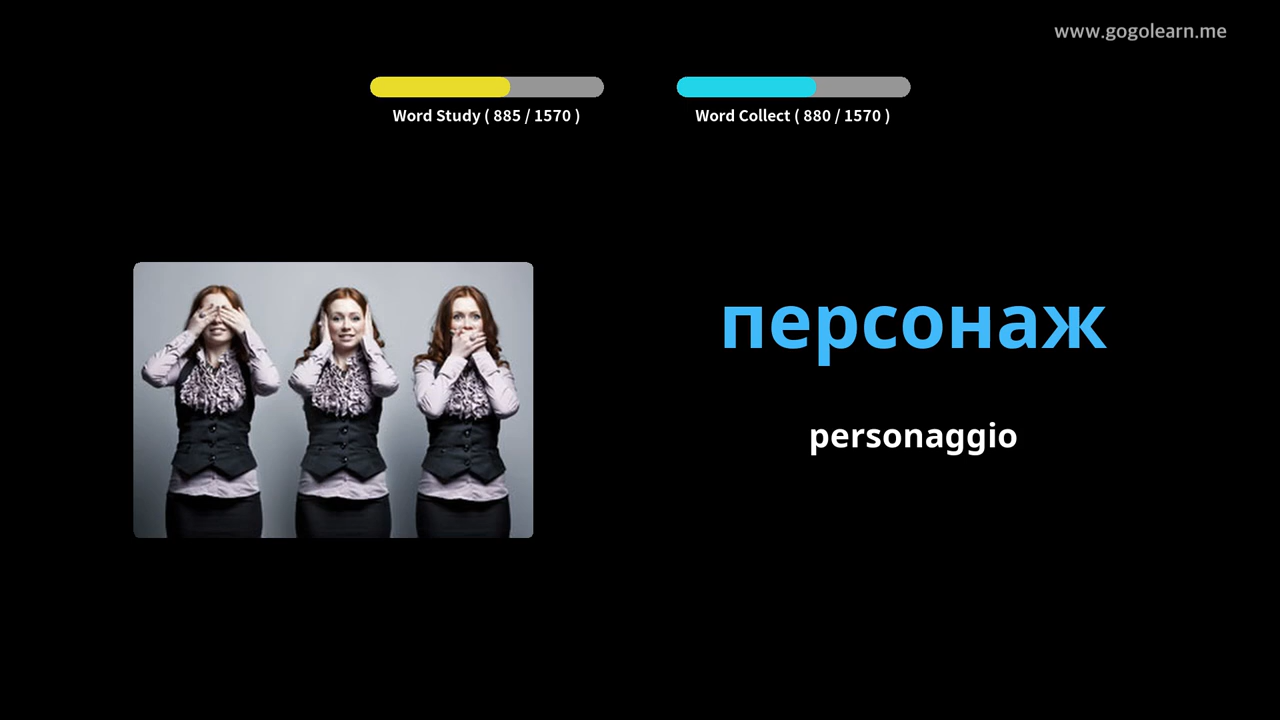 www.gogolearn.me
Word Study ( 885 / 1570 )
Word Collect ( 880 / 1570 )
персонаж
personaggio